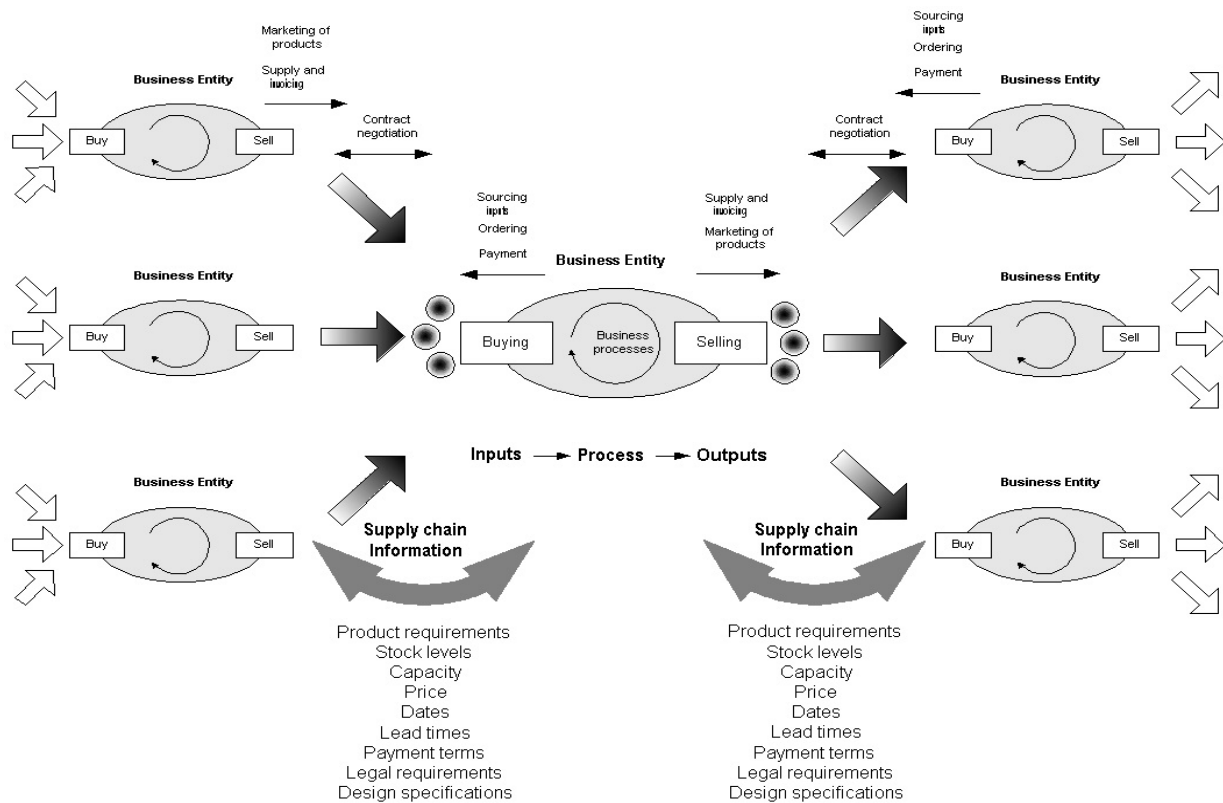 Marketing of
products
Supply and
invoicing
Business Entity
Buy
Sell
Contract
negotiation
Sourcing
inputs
Ordering
Payment
Business Entity
Buy
Sell
Contract
negotiation
Sourcing
inputs
Ordering
Payment
Business Entity
Supply and
invoicing
Marketing of
products
Business Entity
Buy
Sell
Buying
Business
processes
Selling
Business Entity
Buy
Sell
Inputs
Process
Outputs
Business Entity
Buy
Sell
Supply chain
Information
Supply chain
Information
Business Entity
Buy
Sell
Product requirements
Stock levels
Capacity
Price
Dates
Lead times
Payment terms
Legal requirements
Design specifications
Product requirements
Stock levels
Capacity
Price
Dates
Lead times
Payment terms
Legal requirements
Design specifications